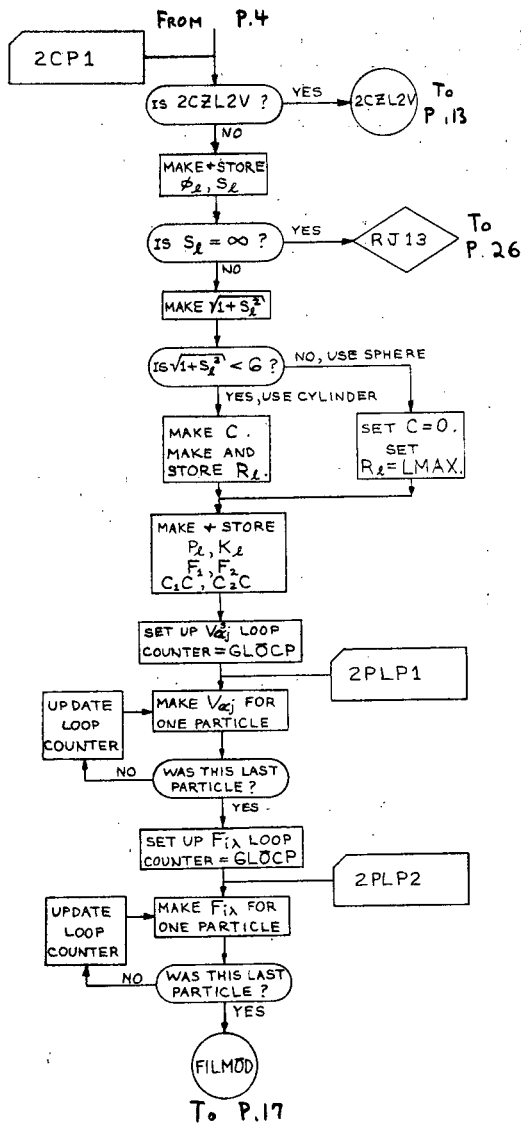 FROM P.4
2CP1
IS 2CZL2V ?
YES
2CZL2V
To
P.13
NO
MAKE + STORE
φℓ, Sℓ
IS Sℓ = ∞ ?
YES
RJ13
To
P.26
NO
MAKE √1+Sℓ²
IS √1+Sℓ² < 6 ?
NO, USE SPHERE
YES, USE CYLINDER
MAKE C.
MAKE AND
STORE Rℓ.
SET C=0.
SET
Rℓ=LMAX.
MAKE + STORE
Pℓ, Kℓ
F₁, F₂
C₁C, C₂C
SET UP Vαj LOOP
COUNTER = GLŌCP
2PLP1
UPDATE
LOOP
COUNTER
MAKE Vαj FOR
ONE PARTICLE
NO
WAS THIS LAST
PARTICLE ?
YES
SET UP Fiλ LOOP
COUNTER = GLŌCP
2PLP2
UPDATE
LOOP
COUNTER
MAKE Fiλ FOR
ONE PARTICLE
NO
WAS THIS LAST
PARTICLE ?
YES
FILMŌD
To P.17